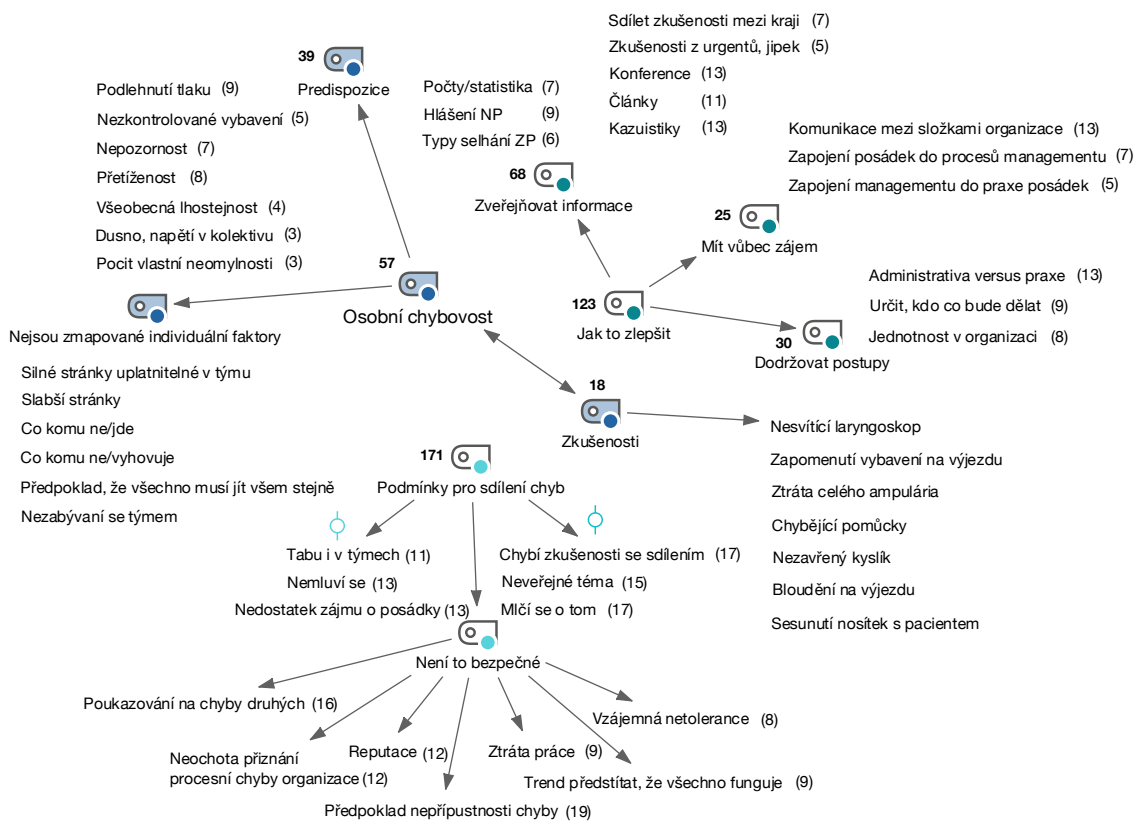 39
Predispozice
Podlehnutí tlaku (9)
Nezkontrolované vybavení (5)
Nepozornost (7)
Přetíženost (8)
Všeobecná lhostejnost (4)
Dusno, napětí v kolektivu (3)
Pocit vlastní neomylnosti (3)
Sdílet zkušenosti mezi kraji (7)
Zkušenosti z urgentů, jipek (5)
Konference (13)
Články (11)
Kazuistiky (13)
Počty/statistika (7)
Hlášení NP (9)
Typy selhání ZP (6)
68
Zveřejňovat informace
Komunikace mezi složkami organizace (13)
Zapojení posádek do procesů managementu (7)
Zapojení managementu do praxe posádek (5)
25
Mít vůbec zájem
57
Osobní chybovost
Nejsou zmapované individuální faktory
Silné stránky uplatnitelné v týmu
Slabší stránky
Co komu ne/jde
Co komu ne/vyhovuje
Předpoklad, že všechno musí jít všem stejně
Nezabývaní se týmem
123
Jak to zlepšit
Administrativa versus praxe (13)
Určit, kdo co bude dělat (9)
Jednotnost v organizaci (8)
30
Dodržovat postupy
18
Zkušenosti
Nesvítící laryngoskop
Zapomenutí vybavení na výjezdu
Ztráta celého ampulária
Chybějící pomůcky
Nezavřený kyslík
Bloudění na výjezdu
Sesunutí nosítek s pacientem
171
Podmínky pro sdílení chyb
Tabu i v týmech (11)
Nemluví se (13)
Nedostatek zájmu o posádky (13)
Chybí zkušenosti se sdílením (17)
Neveřejné téma (15)
Mlčí se o tom (17)
Není to bezpečné
Poukazování na chyby druhých (16)
Neochota přiznání
procesní chyby organizace (12)
Reputace (12)
Předpoklad nepřípustnosti chyby (19)
Ztráta práce (9)
Trend předstítat, že všechno funguje (9)
Vzájemná netolerance (8)